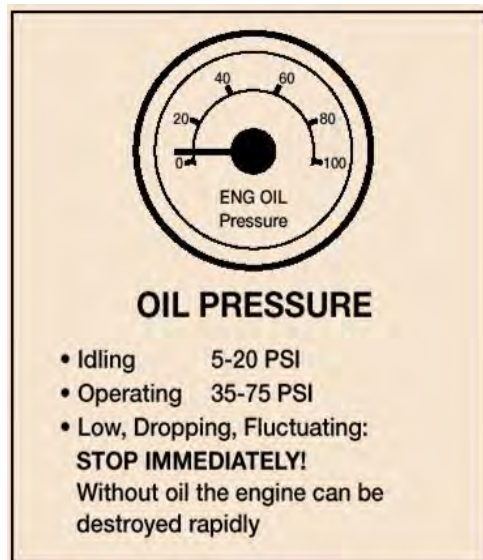 40 60
20 80
0 100
ENG OIL
Pressure
OIL PRESSURE
• Idling 5-20 PSI
• Operating 35-75 PSI
• Low, Dropping, Fluctuating:
STOP IMMEDIATELY!
Without oil the engine can be
destroyed rapidly